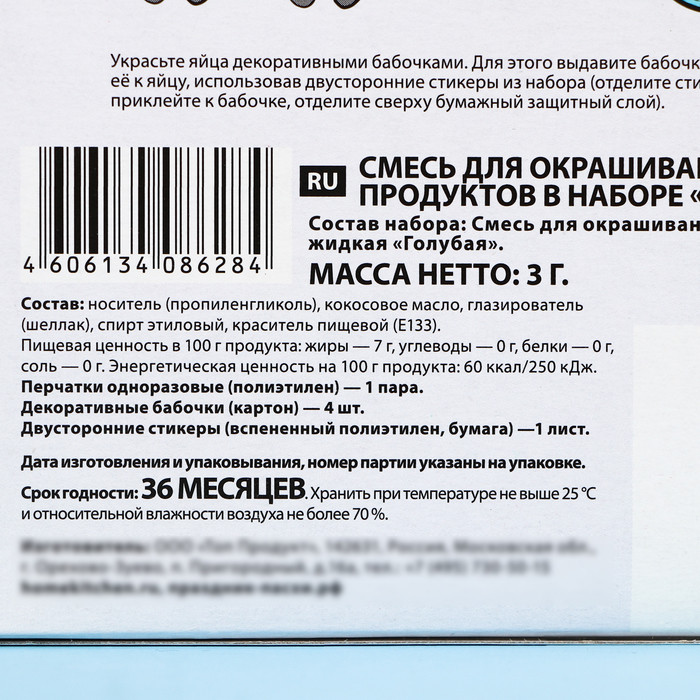 Украсьте яйца декоративными бабочками. Для этого выдавите
её к яйцу, использовав двусторонние стикеры из набора (отделите
приклейте к бабочке, отделите сверху бумажный защитный слой).
RU
СМЕСЬ ДЛЯ
ПРОДУКТОВ В НАБОРЕ «
Состав набора: Смесь для
жидкая «Голубая».
МАССА НЕТТО: 3 Г.
4 606134 086284
Состав: носитель (пропиленгликоль), кокосовое масло, глазирователь
(шеллак), спирт этиловый, краситель пищевой (Е133).
Пищевая ценность в 100 г продукта: жиры — 7 г, углеводы — 0 г, белки — 0 г,
соль — 0 г. Энергетическая ценность на 100 г продукта: 60 ккал/250 кДж.
Перчатки одноразовые (полиэтилен) — 1 пара.
Декоративные бабочки (картон) — 4 шт.
Двусторонние стикеры (вспененный полиэтилен, бумага) —1 лист.
Дата изготовления и упаковывания, номер партии указаны на упаковке.
Срок годности: 36 МЕСЯЦЕВ. Хранить при температуре не выше 25 °С
и относительной влажности воздуха не более 70 %.